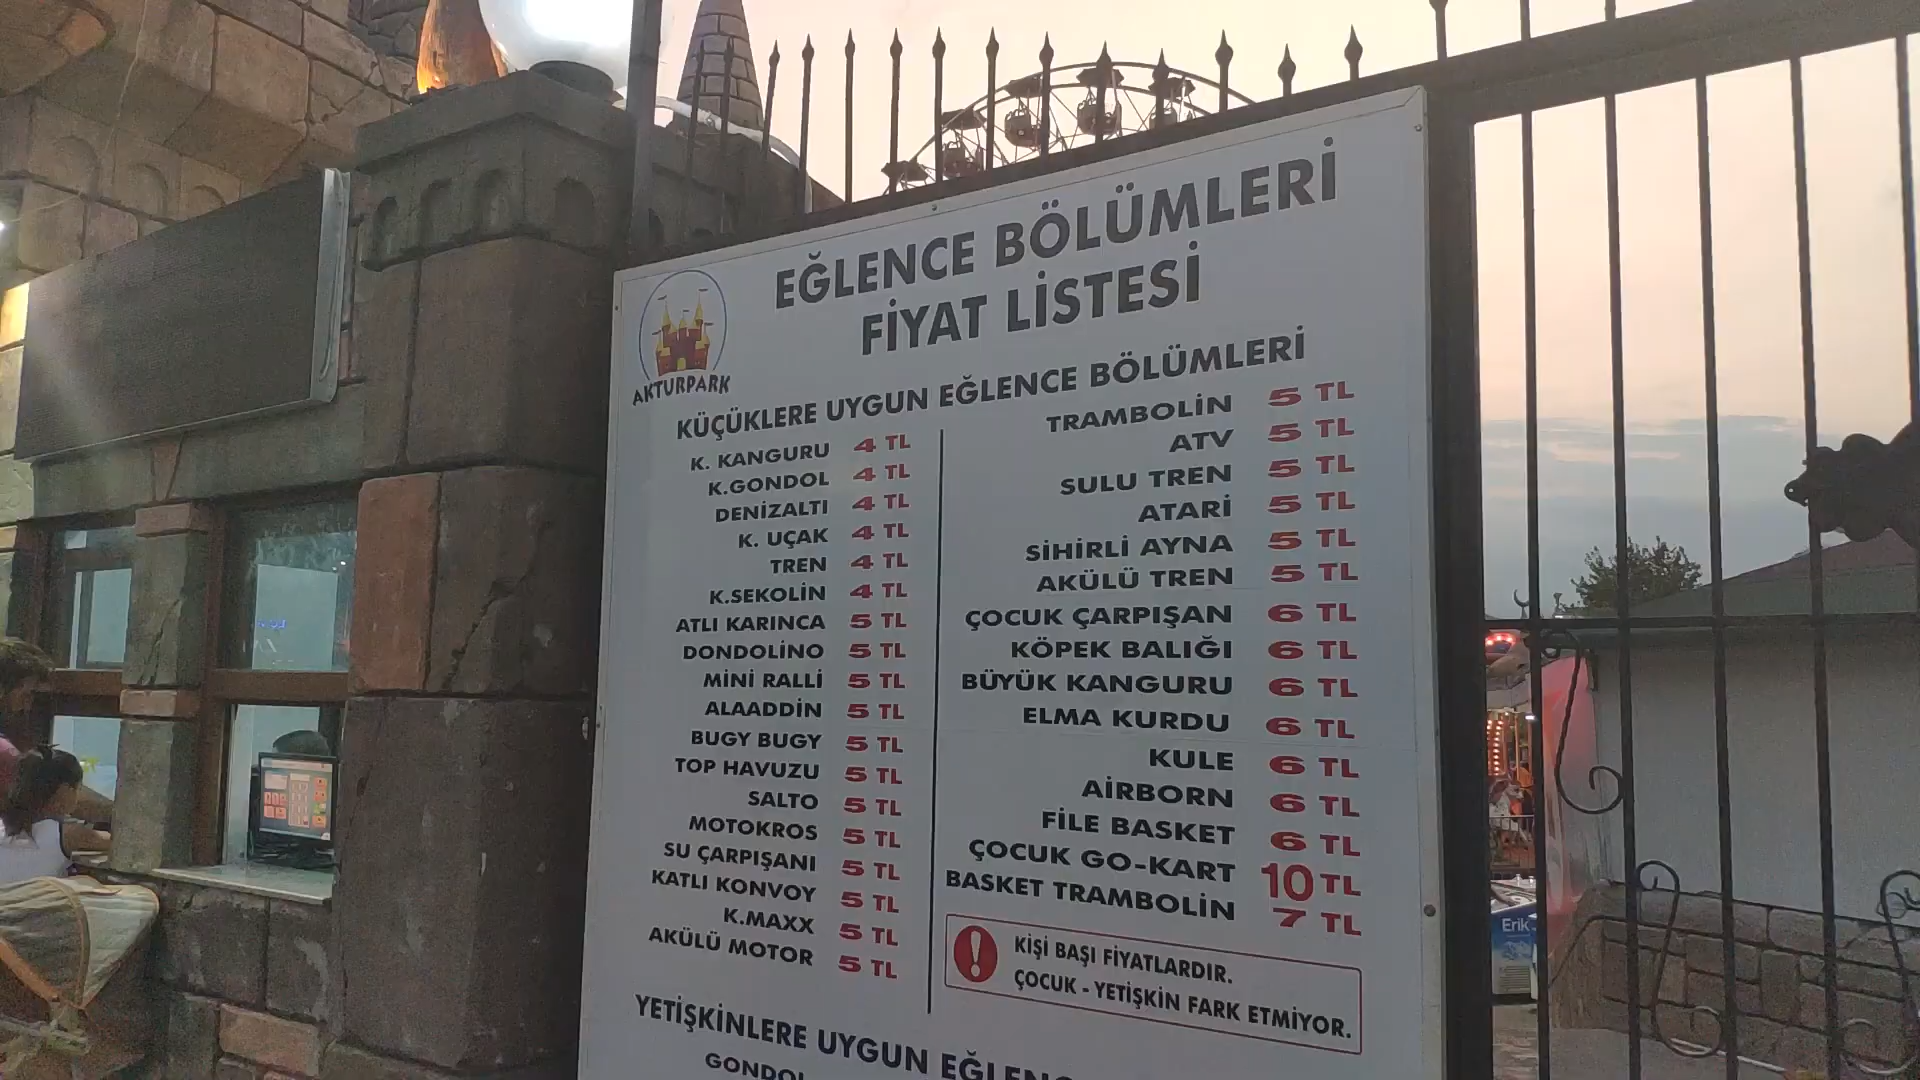 EĞLENCE BÖLÜMLERİ
FİYAT LİSTESİ
AKTURPARK
KÜÇÜKLERE UYGUN EĞLENCE BÖLÜMLERİ
K. KANGURU 4 TL
K.GONDOL 4 TL
DENİZALTI 4 TL
K. UÇAK 4 TL
TREN 4 TL
K.SEKOLİN 4 TL
ATLI KARINCA 5 TL
DONDOLİNO 5 TL
MİNİ RALLİ 5 TL
ALAADDİN 5 TL
BUGY BUGY 5 TL
TOP HAVUZU 5 TL
SALTO 5 TL
MOTOKROS 5 TL
SU ÇARPIŞANI 5 TL
KATLI KONVOY 5 TL
K.MAXX 5 TL
AKÜLÜ MOTOR 5 TL
TRAMBOLİN 5 TL
ATV 5 TL
SULU TREN 5 TL
ATARİ 5 TL
SİHİRLİ AYNA 5 TL
AKÜLÜ TREN 5 TL
ÇOCUK ÇARPIŞAN 6 TL
KÖPEK BALIĞI 6 TL
BÜYÜK KANGURU 6 TL
ELMA KURDU 6 TL
KULE 6 TL
AİRBORN 6 TL
FİLE BASKET 6 TL
ÇOCUK GO-KART 10 TL
BASKET TRAMBOLİN 7 TL
KİŞİ BAŞI FİYATLARDIR.
ÇOCUK - YETİŞKİN FARK ETMİYOR.
YETİŞKİNLERE UYGUN EĞLENC
GONDOL
Erik